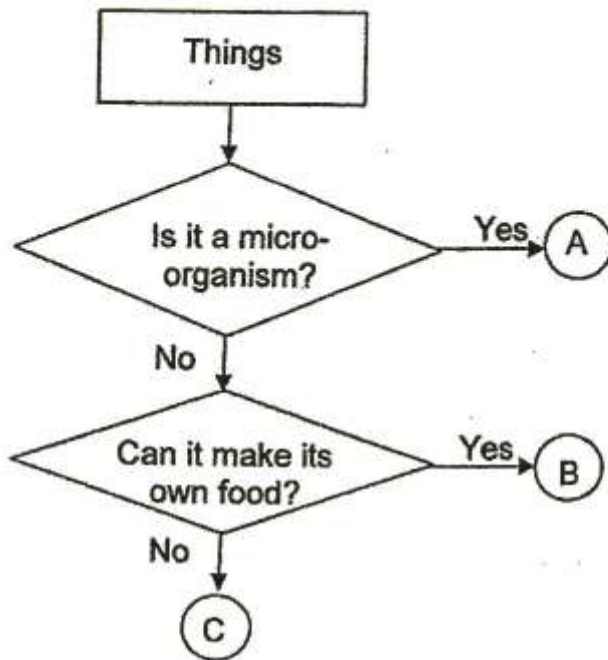 Things
Is it a micro-
organism?
Yes
A
No
Can it make its
own food?
Yes
B
No
C